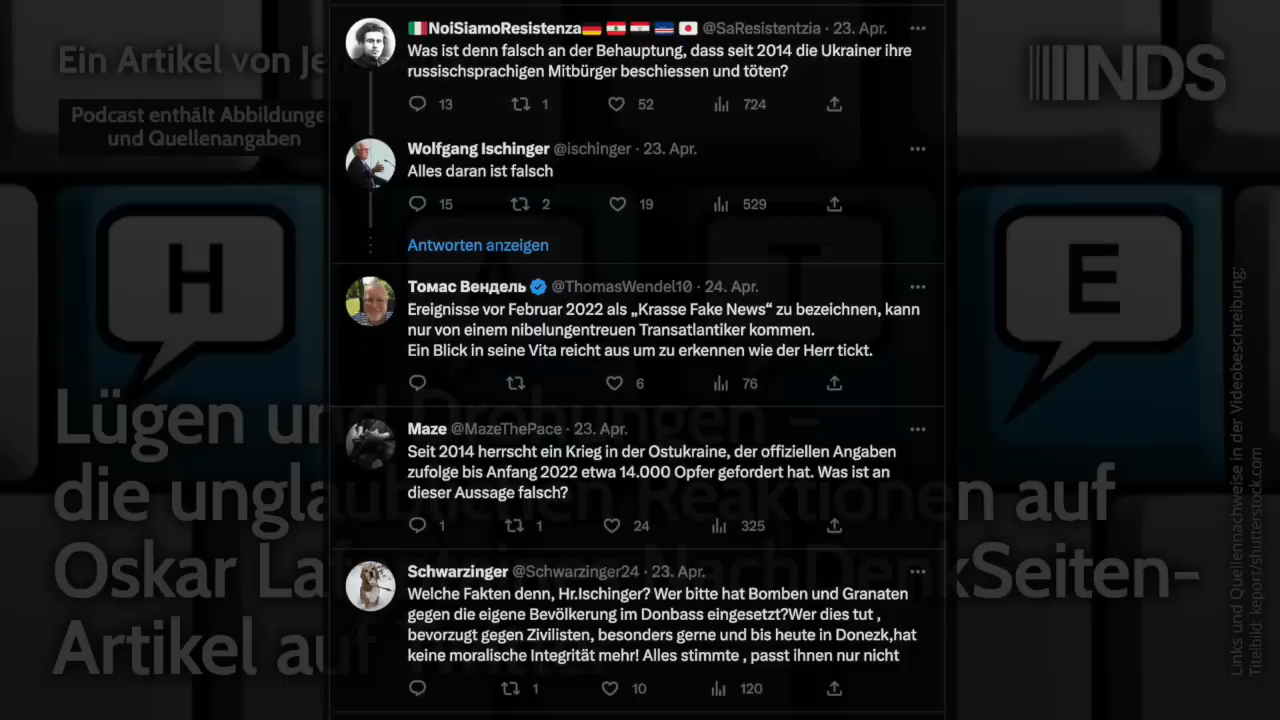 Ein Artikel von Je
Podcast enthält Abbildunge
und Quellenangaben
NDS
NoiSiamoResistenza @SaResistentzia · 23. Apr.
Was ist denn falsch an der Behauptung, dass seit 2014 die Ukrainer ihre
russischsprachigen Mitbürger beschiessen und töten?
13 1 52 724
Wolfgang Ischinger @ischinger · 23. Apr.
Alles daran ist falsch
15 2 19 529
Antworten anzeigen
Томас Вендель @ThomasWendel10 · 24. Apr.
Ereignisse vor Februar 2022 als „Krasse Fake News“ zu bezeichnen, kann
nur von einem nibelungentreuen Transatlantiker kommen.
Ein Blick in seine Vita reicht aus um zu erkennen wie der Herr tickt.
6 76
Maze @MazeThePace · 23. Apr.
Seit 2014 herrscht ein Krieg in der Ostukraine, der offiziellen Angaben
zufolge bis Anfang 2022 etwa 14.000 Opfer gefordert hat. Was ist an
dieser Aussage falsch?
1 1 24 325
Schwarzinger @Schwarzinger24 · 23. Apr.
Welche Fakten denn, Hr.Ischinger? Wer bitte hat Bomben und Granaten
gegen die eigene Bevölkerung im Donbass eingesetzt?Wer dies tut ,
bevorzugt gegen Zivilisten, besonders gerne und bis heute in Donezk,hat
keine moralische Integrität mehr! Alles stimmte , passt ihnen nur nicht
1 10 120
H
T
E
Lügen und Drohungen –
die unglaublichen Reaktionen auf
Oskar Laf NachDenkSeiten-
Artikel au
Links und Quellennachweise in der Videobeschreibung:
Titelbild: keport/shutterstock.com